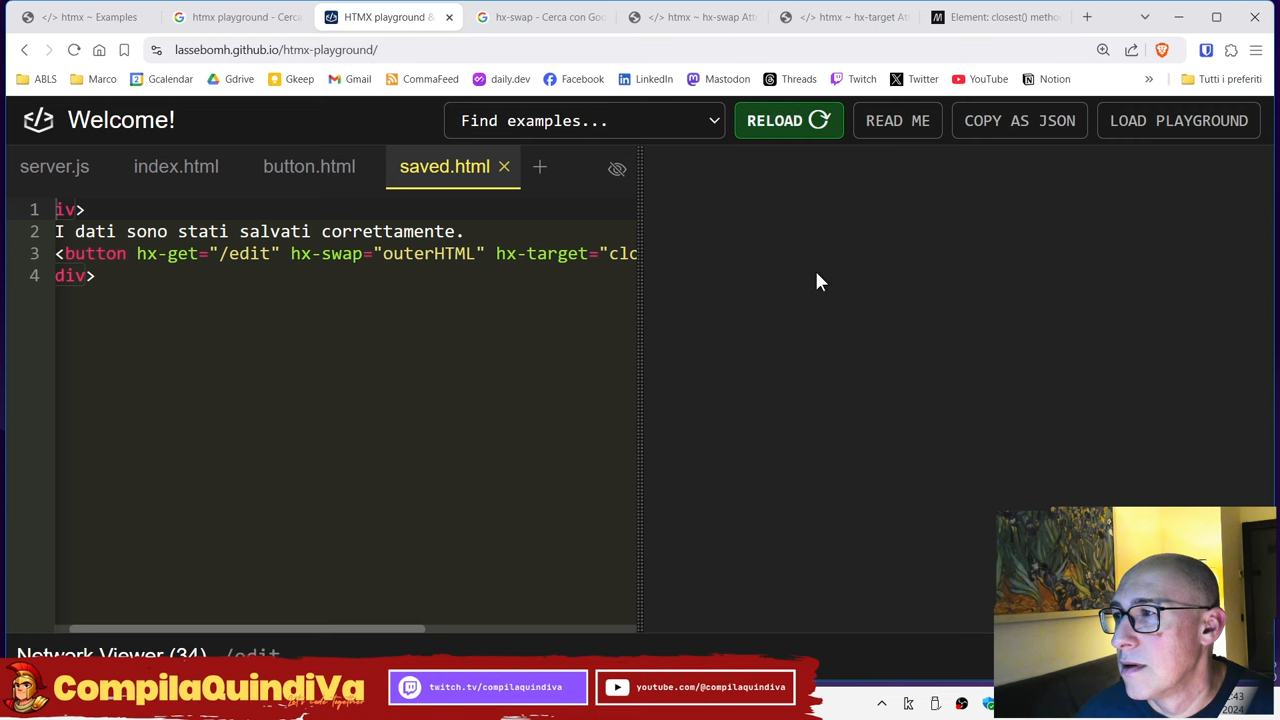 </> htmx ~ Examples
htmx playground - Cerca
HTMX playground &
hx-swap - Cerca con Goo
</> htmx ~ hx-swap Att
</> htmx ~ hx-target At
Element: closest() metho
lassebomh.github.io/htmx-playground/
ABLS
Marco
Gcalendar
Gdrive
Gkeep
Gmail
CommaFeed
daily.dev
Facebook
LinkedIn
Mastodon
Threads
Twitch
Twitter
YouTube
Notion
Tutti i preferiti
Welcome!
Find examples...
RELOAD
READ ME
COPY AS JSON
LOAD PLAYGROUND
server.js
index.html
button.html
saved.html
1 iv>
2 I dati sono stati salvati correttamente.
3 <button hx-get="/edit" hx-swap="outerHTML" hx-target="clo
4 div>
Network Viewer (34) /edit
CompilaQuindiVa
Let's code Together
twitch.tv/compilaquindiva
youtube.com/@compilaquindiva